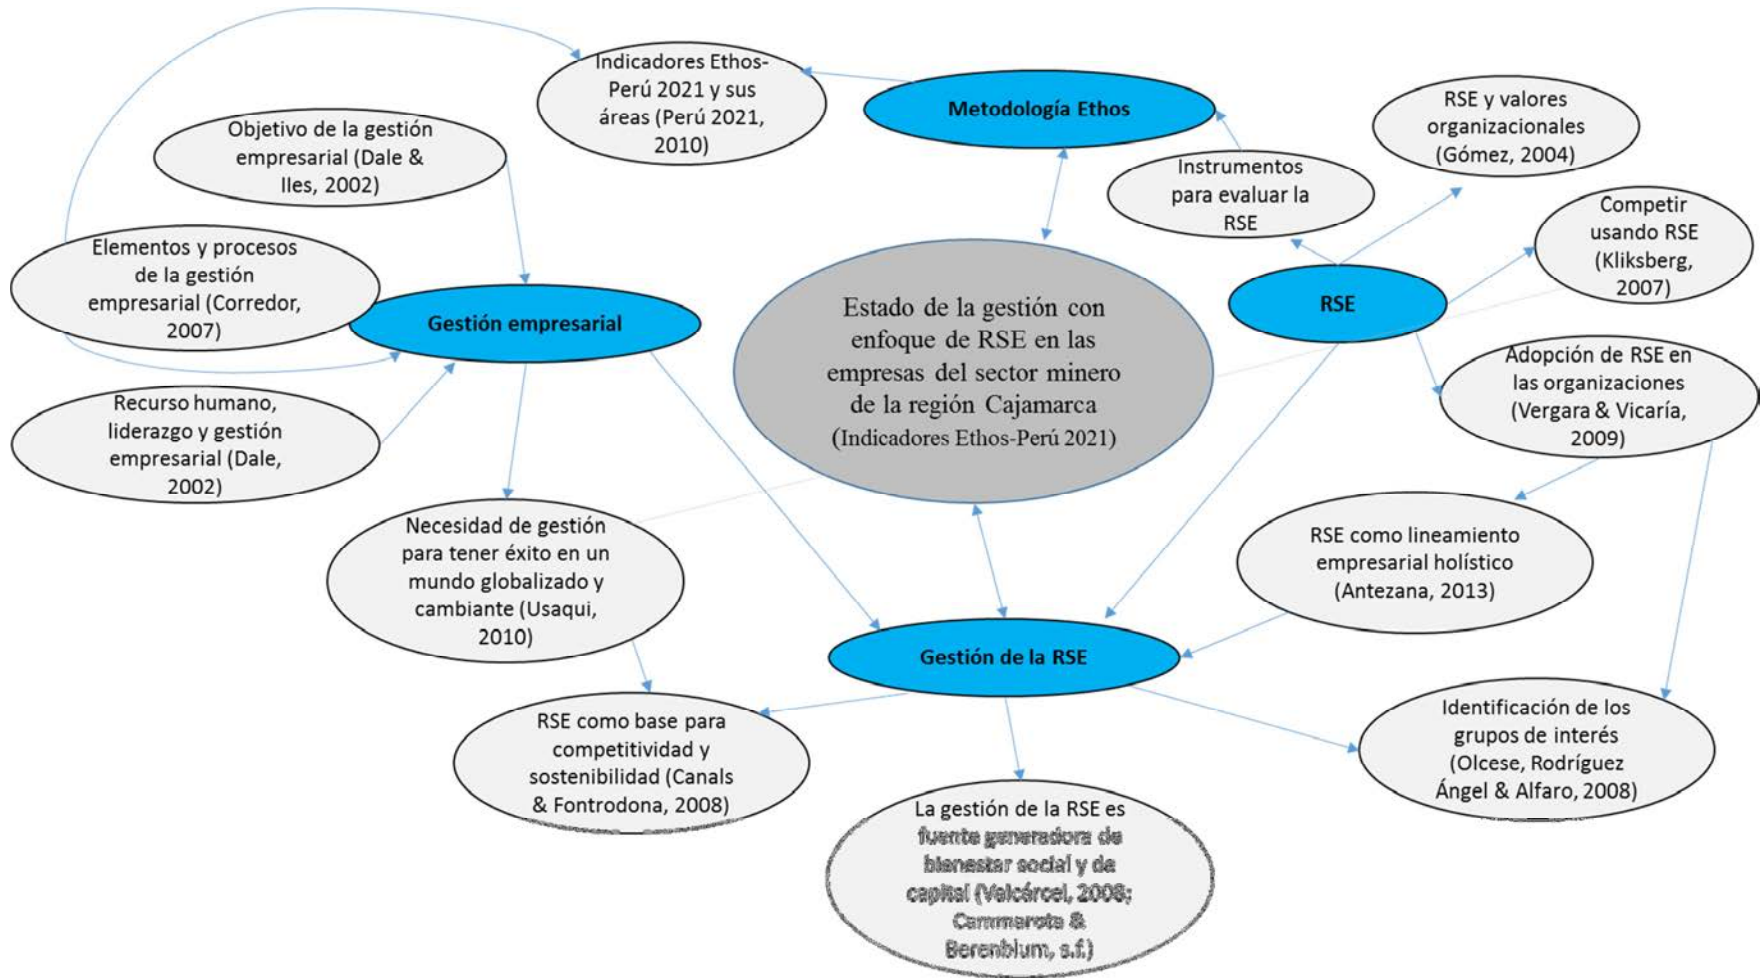 Indicadores Ethos-
Perú 2021 y sus
áreas (Perú 2021,
2010)
Metodología Ethos
RSE y valores
organizacionales
(Gómez, 2004)
Objetivo de la gestión
empresarial (Dale &
Iles, 2002)
Instrumentos
para evaluar la
RSE
Competir
usando RSE
(Kliksberg,
2007)
Elementos y procesos
de la gestión
empresarial (Corredor,
2007)
Gestión empresarial
Estado de la gestión con
enfoque de RSE en las
empresas del sector minero
de la región Cajamarca
(Indicadores Ethos-Perú 2021)
RSE
Adopción de RSE en
las organizaciones
(Vergara & Vicaría,
2009)
Recurso humano,
liderazgo y gestión
empresarial (Dale,
2002)
Necesidad de gestión
para tener éxito en un
mundo globalizado y
cambiante (Usaqui,
2010)
RSE como lineamiento
empresarial holístico
(Antezana, 2013)
Gestión de la RSE
RSE como base para
competitividad y
sostenibilidad (Canals
& Fontrodona, 2008)
Identificación de los
grupos de interés
(Olcese, Rodríguez
Ángel & Alfaro, 2008)
La gestión de la RSE es
fuente generadora de
bienestar social y de
capital (Valcárcel, 2008;
Cammarota &
Berenblum, s.f.)